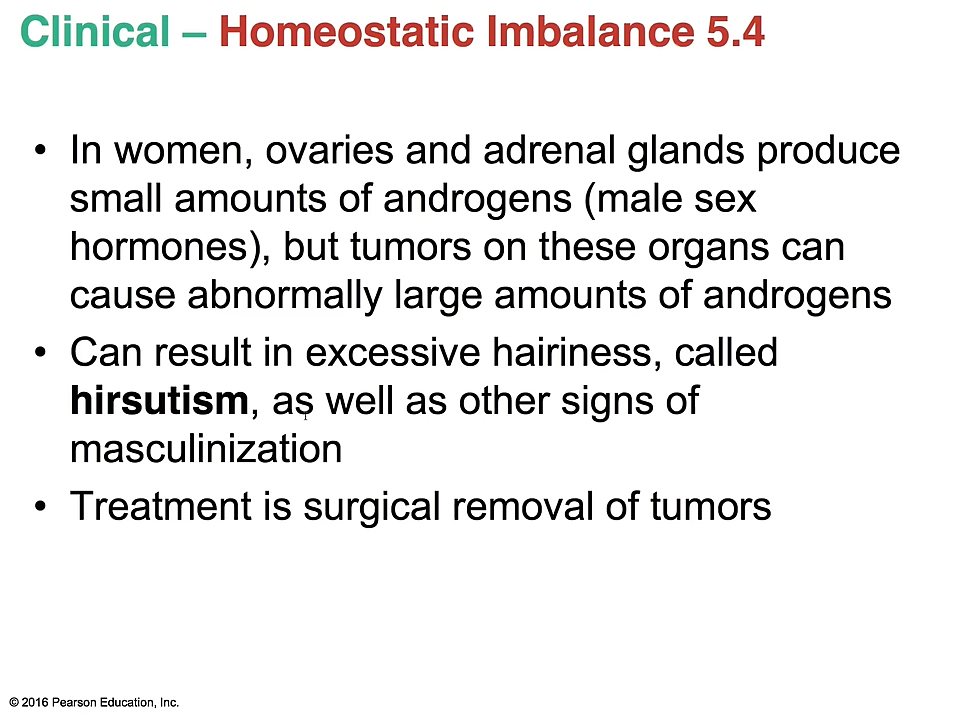 Clinical – Homeostatic Imbalance 5.4
• In women, ovaries and adrenal glands produce
small amounts of androgens (male sex
hormones), but tumors on these organs can
cause abnormally large amounts of androgens
• Can result in excessive hairiness, called
hirsutism, as well as other signs of
masculinization
• Treatment is surgical removal of tumors
© 2016 Pearson Education, Inc.